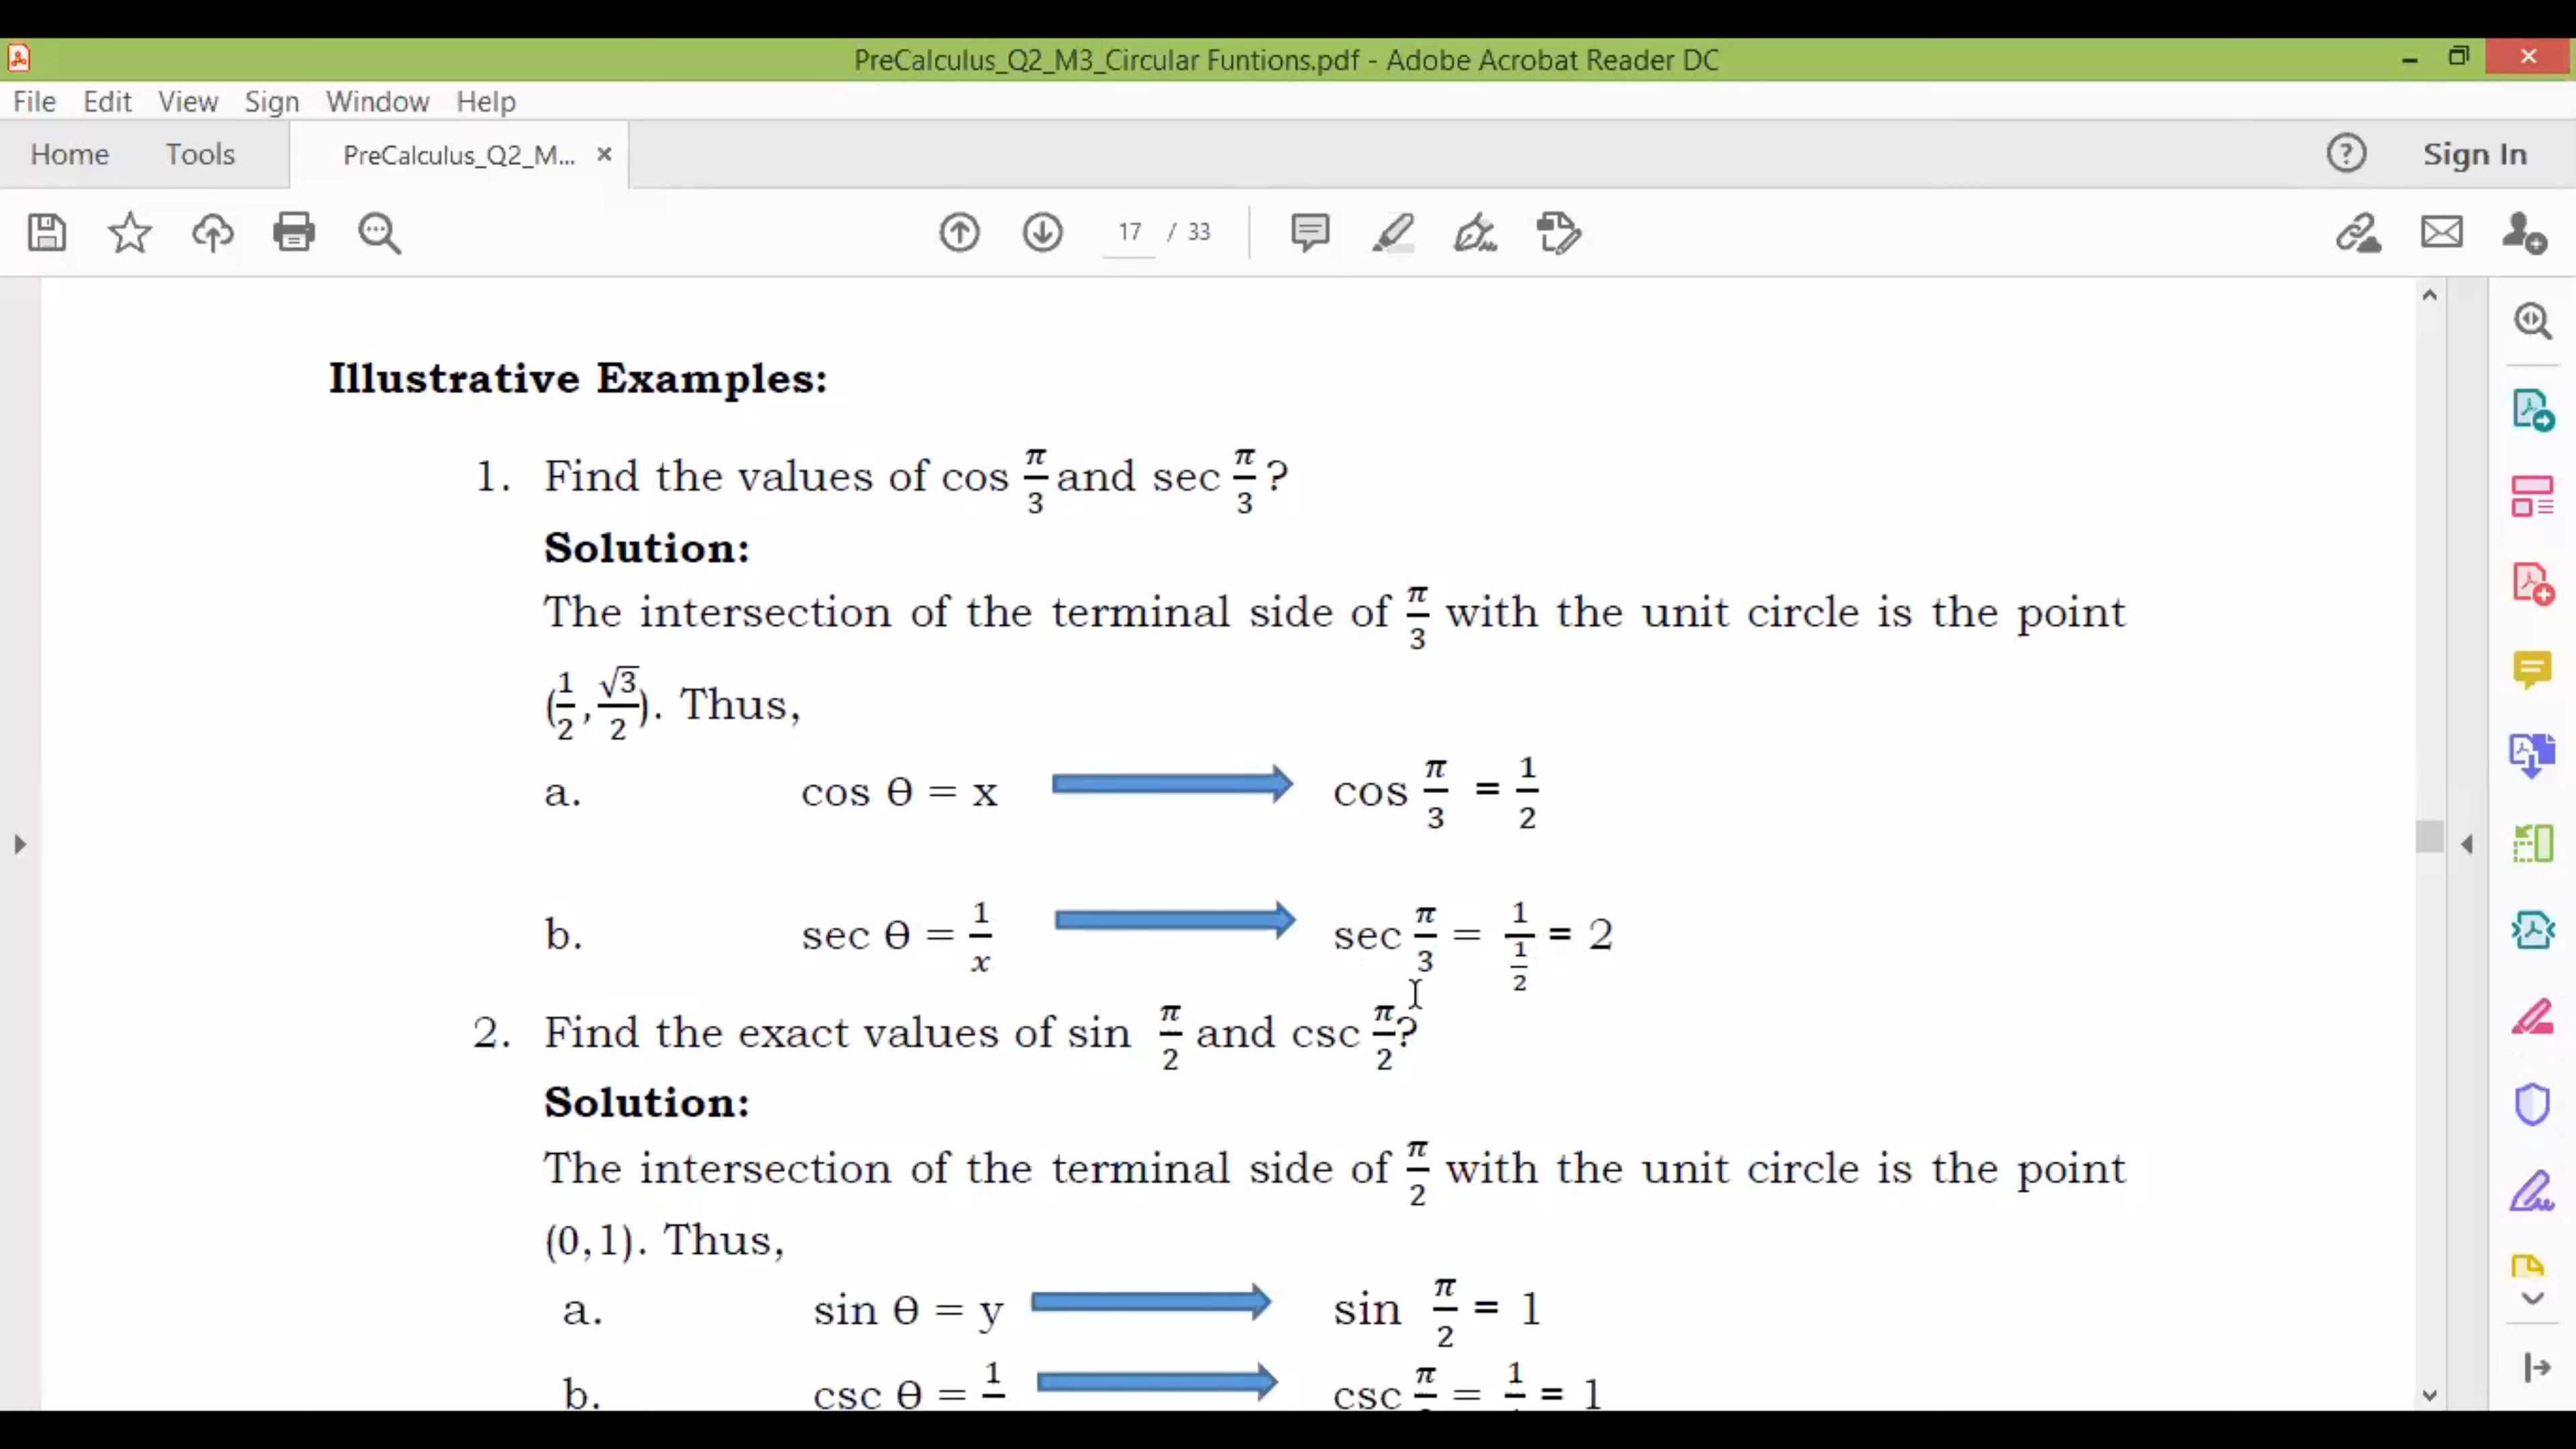 PreCalculus_Q2_M3_Circular Funtions.pdf - Adobe Acrobat Reader DC
File Edit View Sign Window Help
Home Tools PreCalculus_Q2_M... × Sign In
17 / 33
Illustrative Examples:
1. Find the values of cos π/3 and sec π/3 ?
Solution:
The intersection of the terminal side of π/3 with the unit circle is the point
(1/2, √3/2). Thus,
a. cos θ = x cos π/3 = 1/2
b. sec θ = 1/x sec π/3 = 1/(1/2) = 2
2. Find the exact values of sin π/2 and csc π/2?
Solution:
The intersection of the terminal side of π/2 with the unit circle is the point
(0,1). Thus,
a. sin θ = y sin π/2 = 1
b. csc θ = 1 csc π = 1 = 1